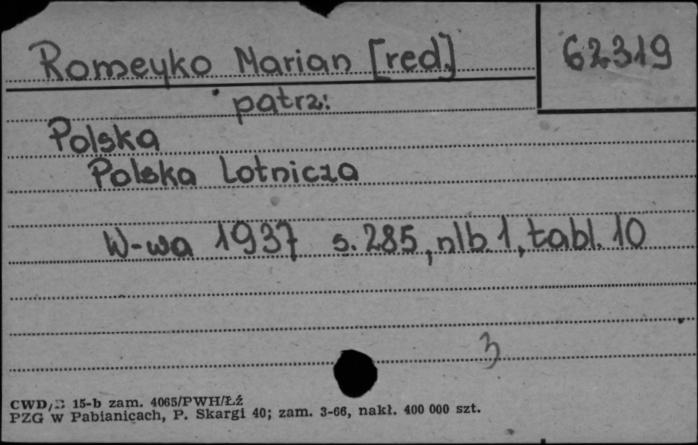 Romeyko Marian [red.]
62319
patrz:
Polska
Polska Lotnicza
W-wa 1937 s. 285, nlb. 1, tabl. 10
3
CWD/ 15-b zam. 4065/PWH/Łź
PZG w Pabianicach, P. Skargi 40; zam. 3-66, nakł. 400 000 szt.